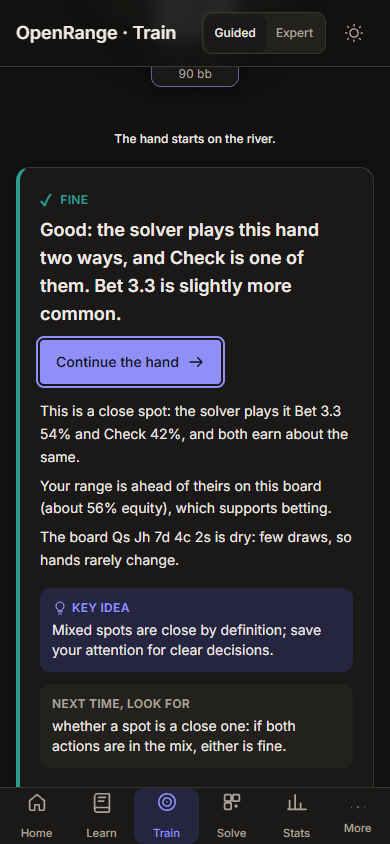 OpenRange · Train
Guided
Expert
90 bb
The hand starts on the river.
FINE
Good: the solver plays this hand
two ways, and Check is one of
them. Bet 3.3 is slightly more
common.
Continue the hand →
This is a close spot: the solver plays it Bet 3.3
54% and Check 42%, and both earn about the
same.
Your range is ahead of theirs on this board
(about 56% equity), which supports betting.
The board Qs Jh 7d 4c 2s is dry: few draws, so
hands rarely change.
KEY IDEA
Mixed spots are close by definition; save
your attention for clear decisions.
NEXT TIME, LOOK FOR
whether a spot is a close one: if both
actions are in the mix, either is fine.
Home
Learn
Train
Solve
Stats
More